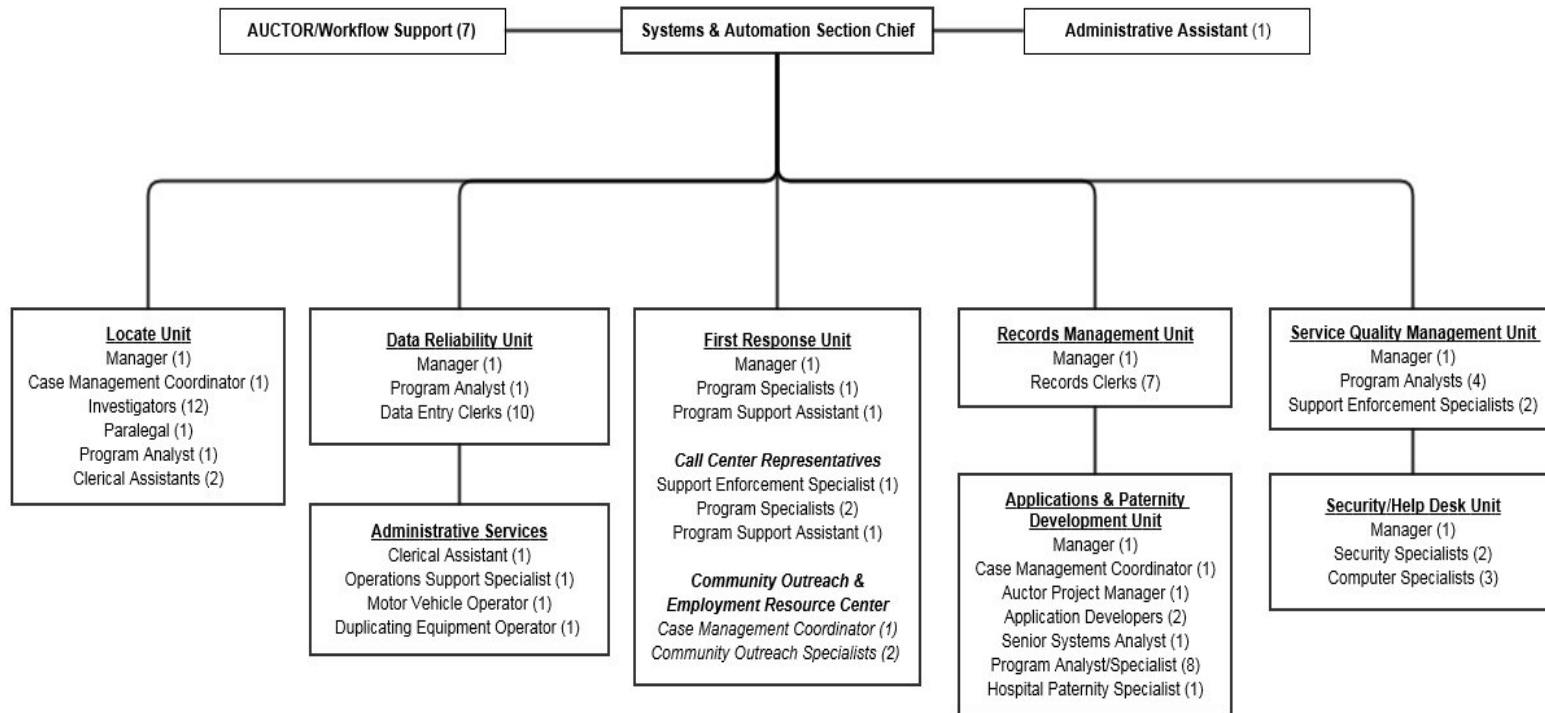 AUCTOR/Workflow Support (7)
Systems & Automation Section Chief
Administrative Assistant (1)
Locate Unit
Manager (1)
Case Management Coordinator (1)
Investigators (12)
Paralegal (1)
Program Analyst (1)
Clerical Assistants (2)
Data Reliability Unit
Manager (1)
Program Analyst (1)
Data Entry Clerks (10)
Administrative Services
Clerical Assistant (1)
Operations Support Specialist (1)
Motor Vehicle Operator (1)
Duplicating Equipment Operator (1)
First Response Unit
Manager (1)
Program Specialists (1)
Program Support Assistant (1)
Call Center Representatives
Support Enforcement Specialist (1)
Program Specialists (2)
Program Support Assistant (1)
Community Outreach &
Employment Resource Center
Case Management Coordinator (1)
Community Outreach Specialists (2)
Records Management Unit
Manager (1)
Records Clerks (7)
Applications & Paternity
Development Unit
Manager (1)
Case Management Coordinator (1)
Auctor Project Manager (1)
Application Developers (2)
Senior Systems Analyst (1)
Program Analyst/Specialist (8)
Hospital Paternity Specialist (1)
Service Quality Management Unit
Manager (1)
Program Analysts (4)
Support Enforcement Specialists (2)
Security/Help Desk Unit
Manager (1)
Security Specialists (2)
Computer Specialists (3)